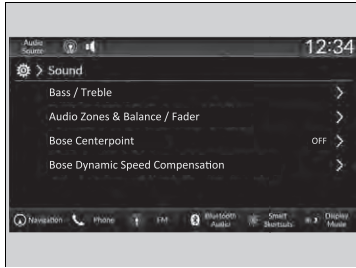 Audio
Source
12:34
> Sound
Bass / Treble >
Audio Zones & Balance / Fader >
Bose Centerpoint OFF >
Bose Dynamic Speed Compensation >
Navigation Phone FM Bluetooth Audio Smart Shortcuts Display Mode